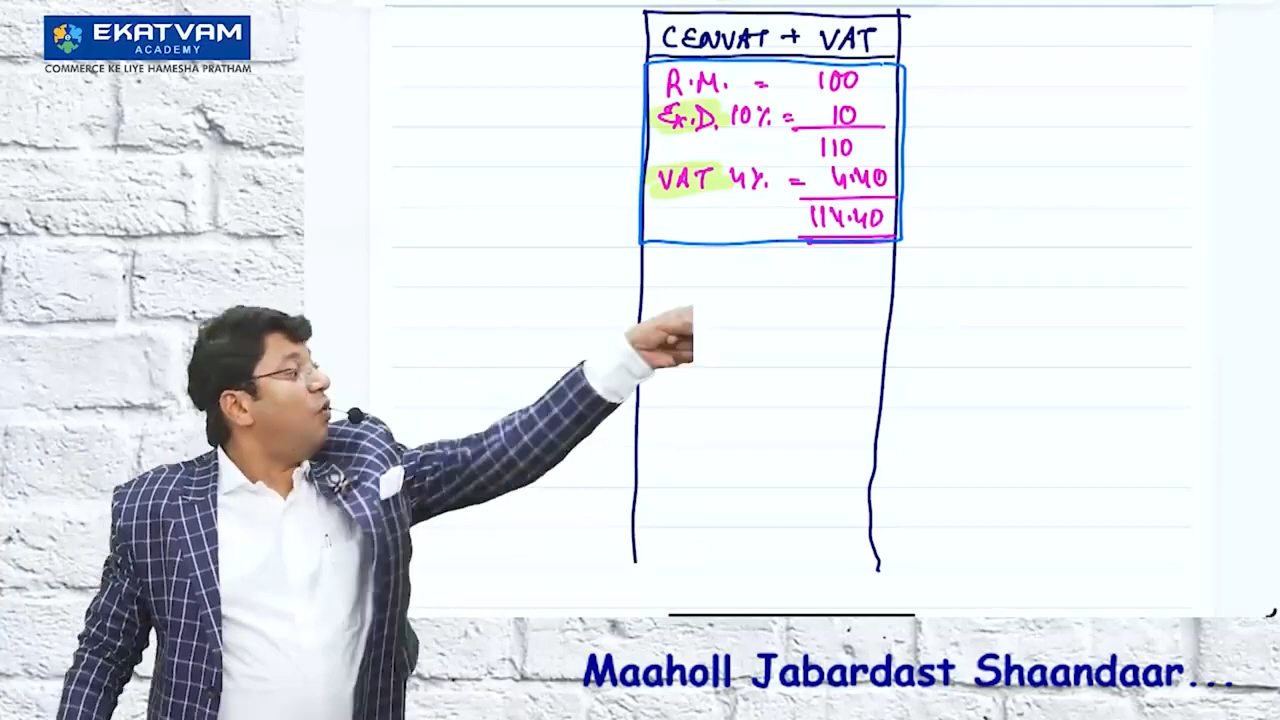 EKATVAM
ACADEMY
COMMERCE KE LIYE HAMESHA PRATHAM
CENVAT + VAT
R.M. = 100
Ex.D. 10% = 10
110
VAT 4% = 4.40
114.40
Maaholl Jabardast Shaandaar...